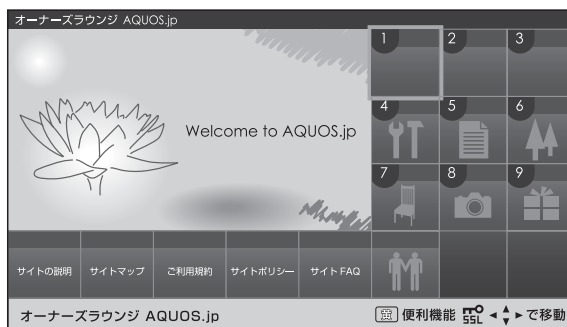 オーナーズラウンジ AQUOS.jp
1
2
3
Welcome to AQUOS.jp
4
5
6
7
8
9
サイトの説明
サイトマップ
ご利用規約
サイトポリシー
サイト FAQ
オーナーズラウンジ AQUOS.jp
黄 便利機能 SSL で移動